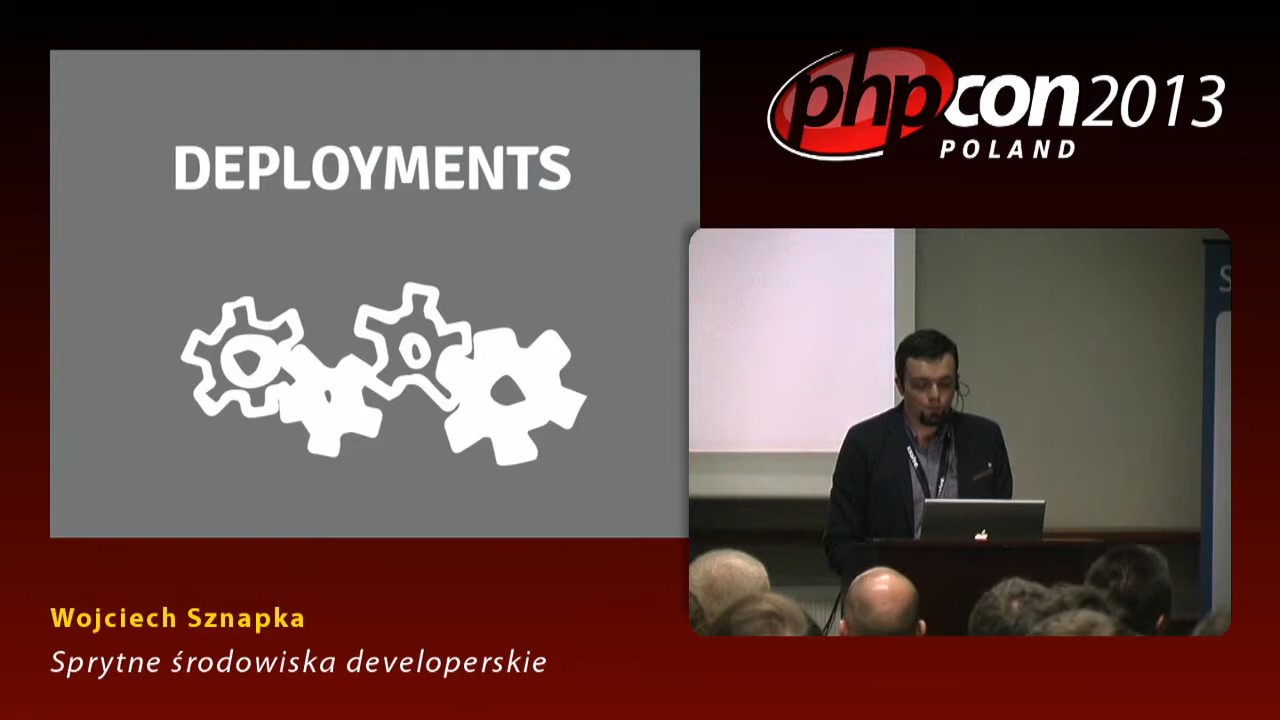 DEPLOYMENTS
phpcon2013
POLAND
S
Wojciech Sznapka
Sprytne środowiska developerskie